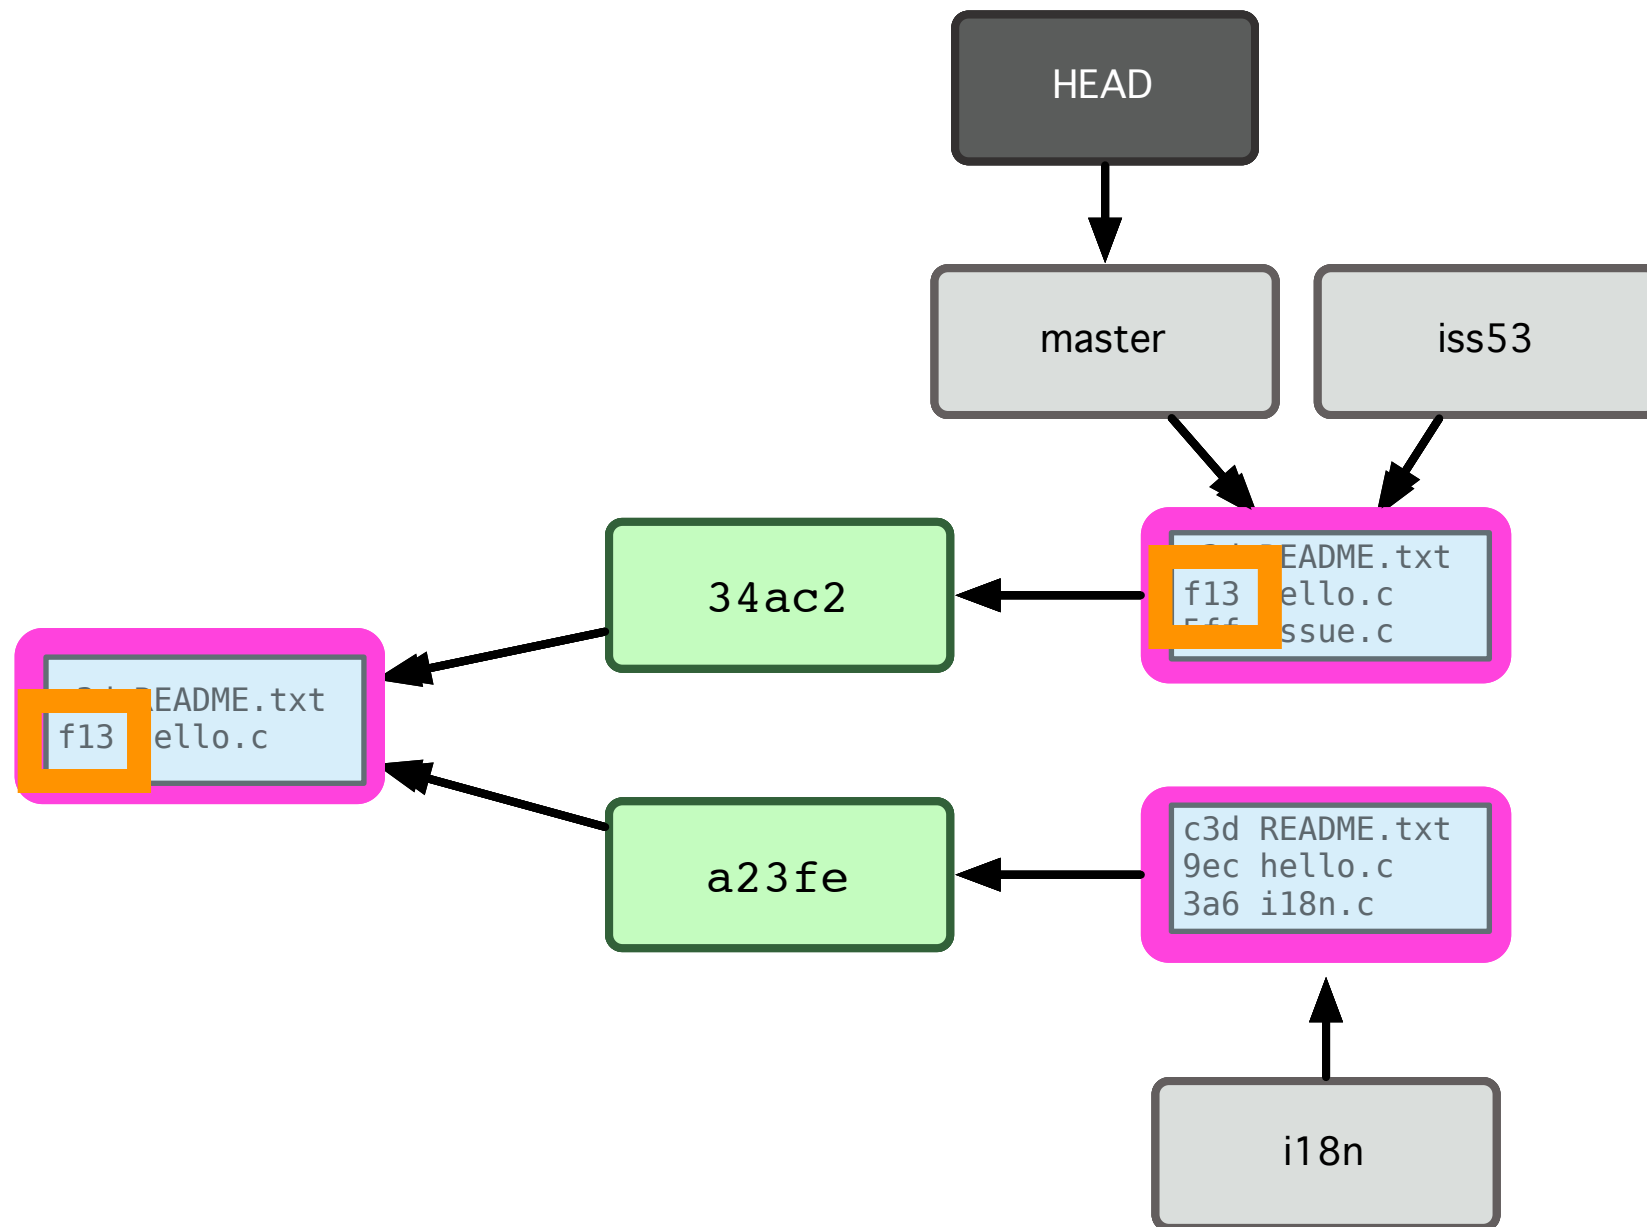 HEAD
master
iss53
README.txt
f13 ello.c
ssue.c
34ac2
README.txt
f13 ello.c
a23fe
c3d README.txt
9ec hello.c
3a6 i18n.c
i18n